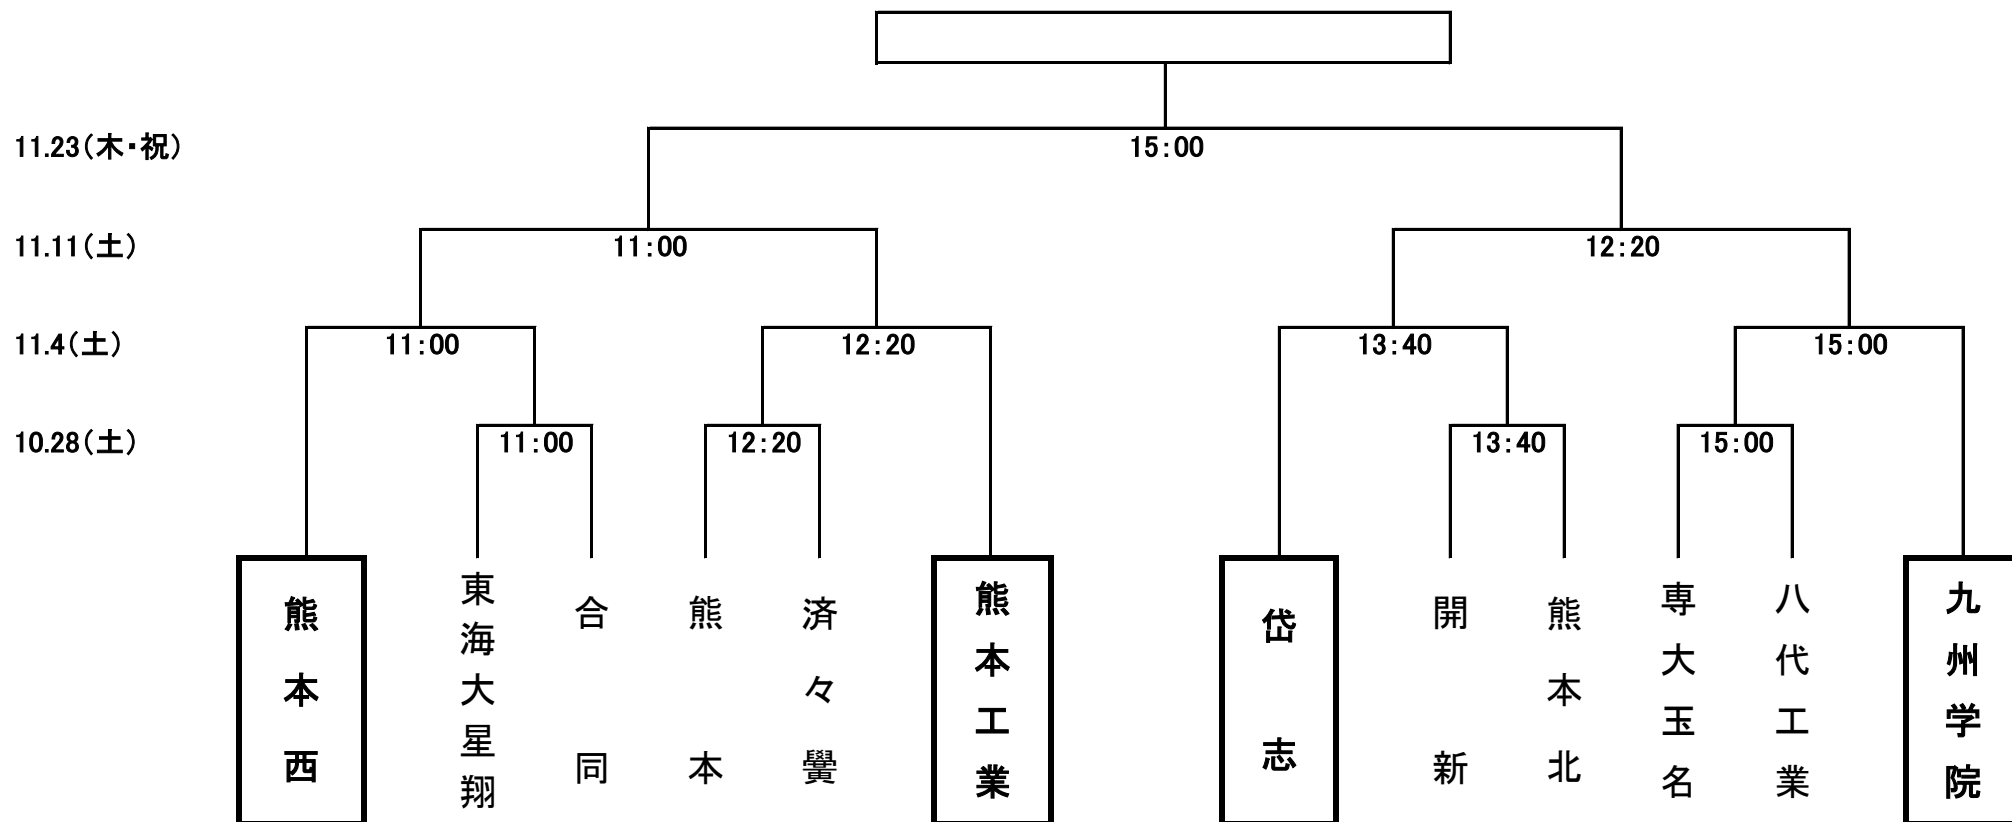 11.23(木・祝)
15:00
11.11(土)
11:00
12:20
11.4(土)
11:00
12:20
13:40
15:00
10.28(土)
11:00
12:20
13:40
15:00
熊本西
東海大星翔
合同
熊本
済々黌
熊本工業
岱志
開新
熊本北
専大玉名
八代工業
九州学院